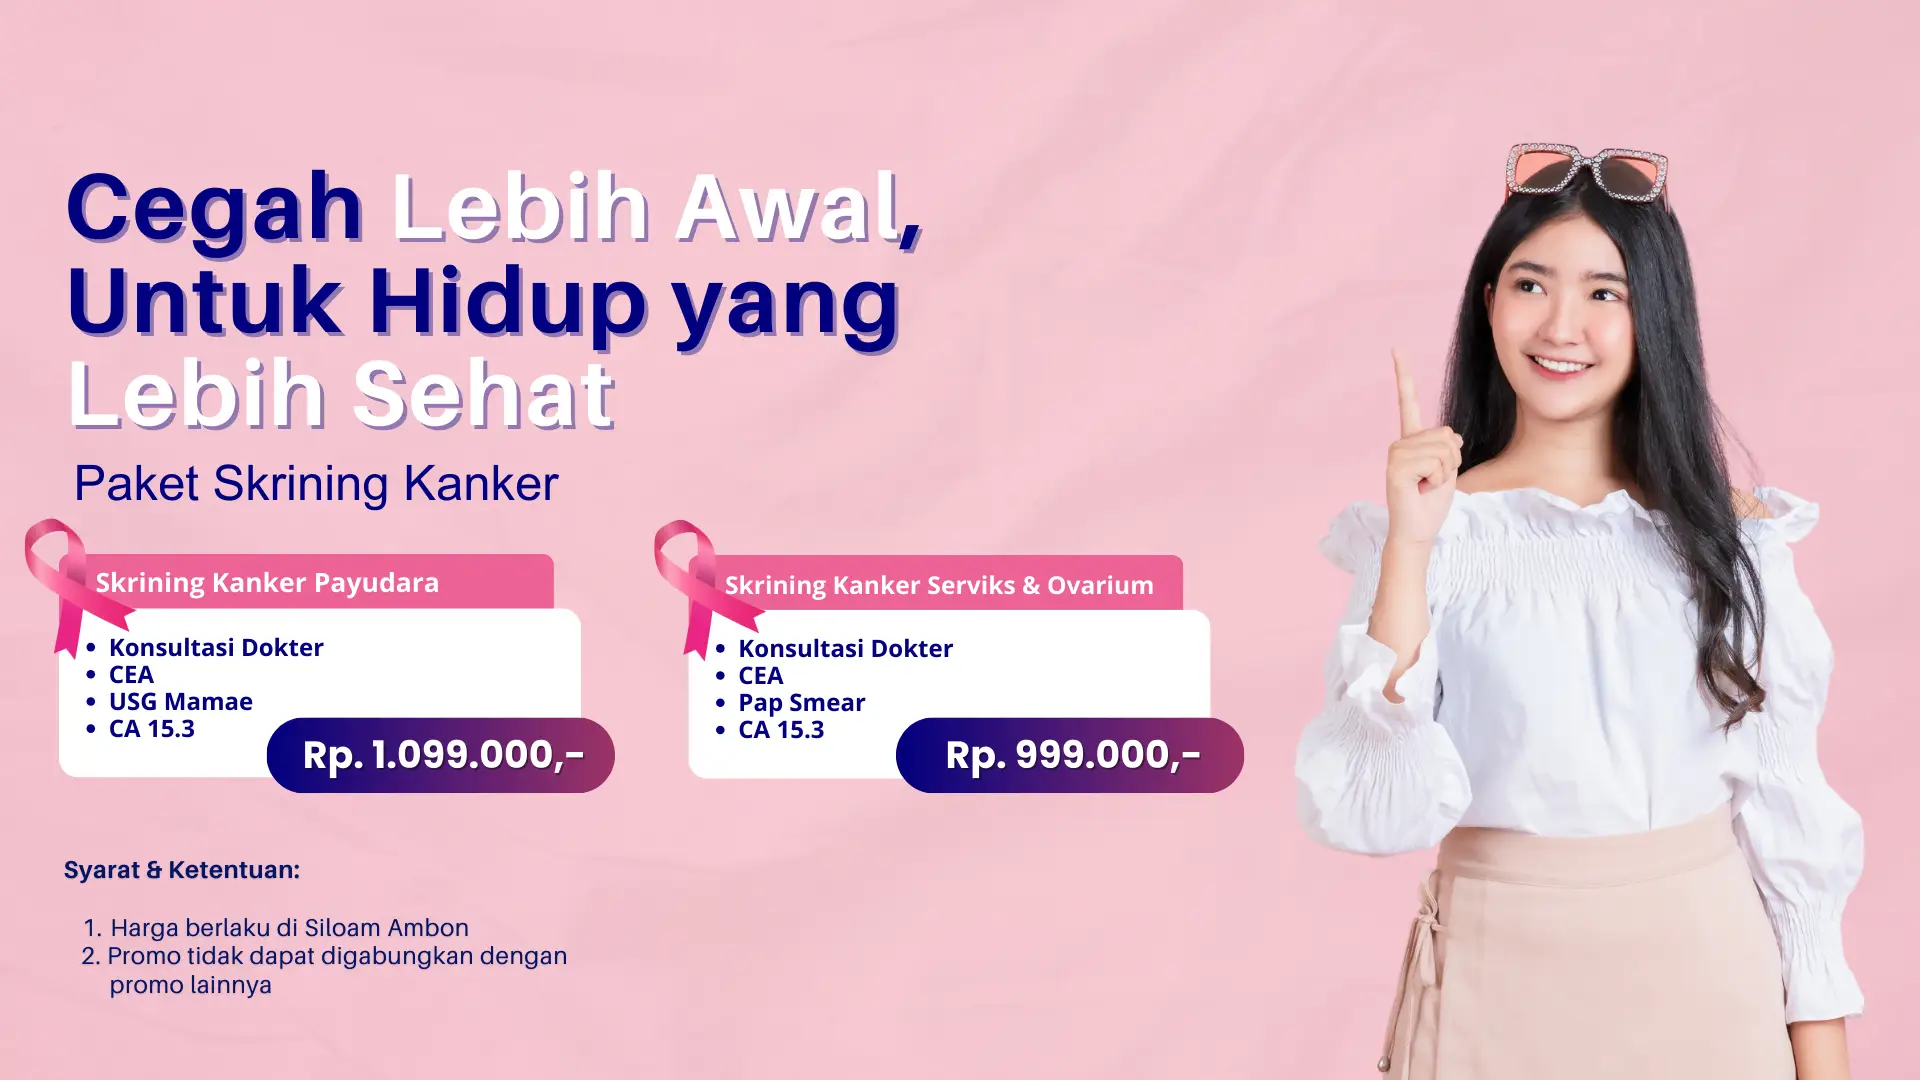 Cegah Lebih Awal,
Untuk Hidup yang
Lebih Sehat
Paket Skrining Kanker
Skrining Kanker Payudara
• Konsultasi Dokter
• CEA
• USG Mamae
• CA 15.3
Rp. 1.099.000,-
Skrining Kanker Serviks & Ovarium
• Konsultasi Dokter
• CEA
• Pap Smear
• CA 15.3
Rp. 999.000,-
Syarat & Ketentuan:
1. Harga berlaku di Siloam Ambon
2. Promo tidak dapat digabungkan dengan
promo lainnya